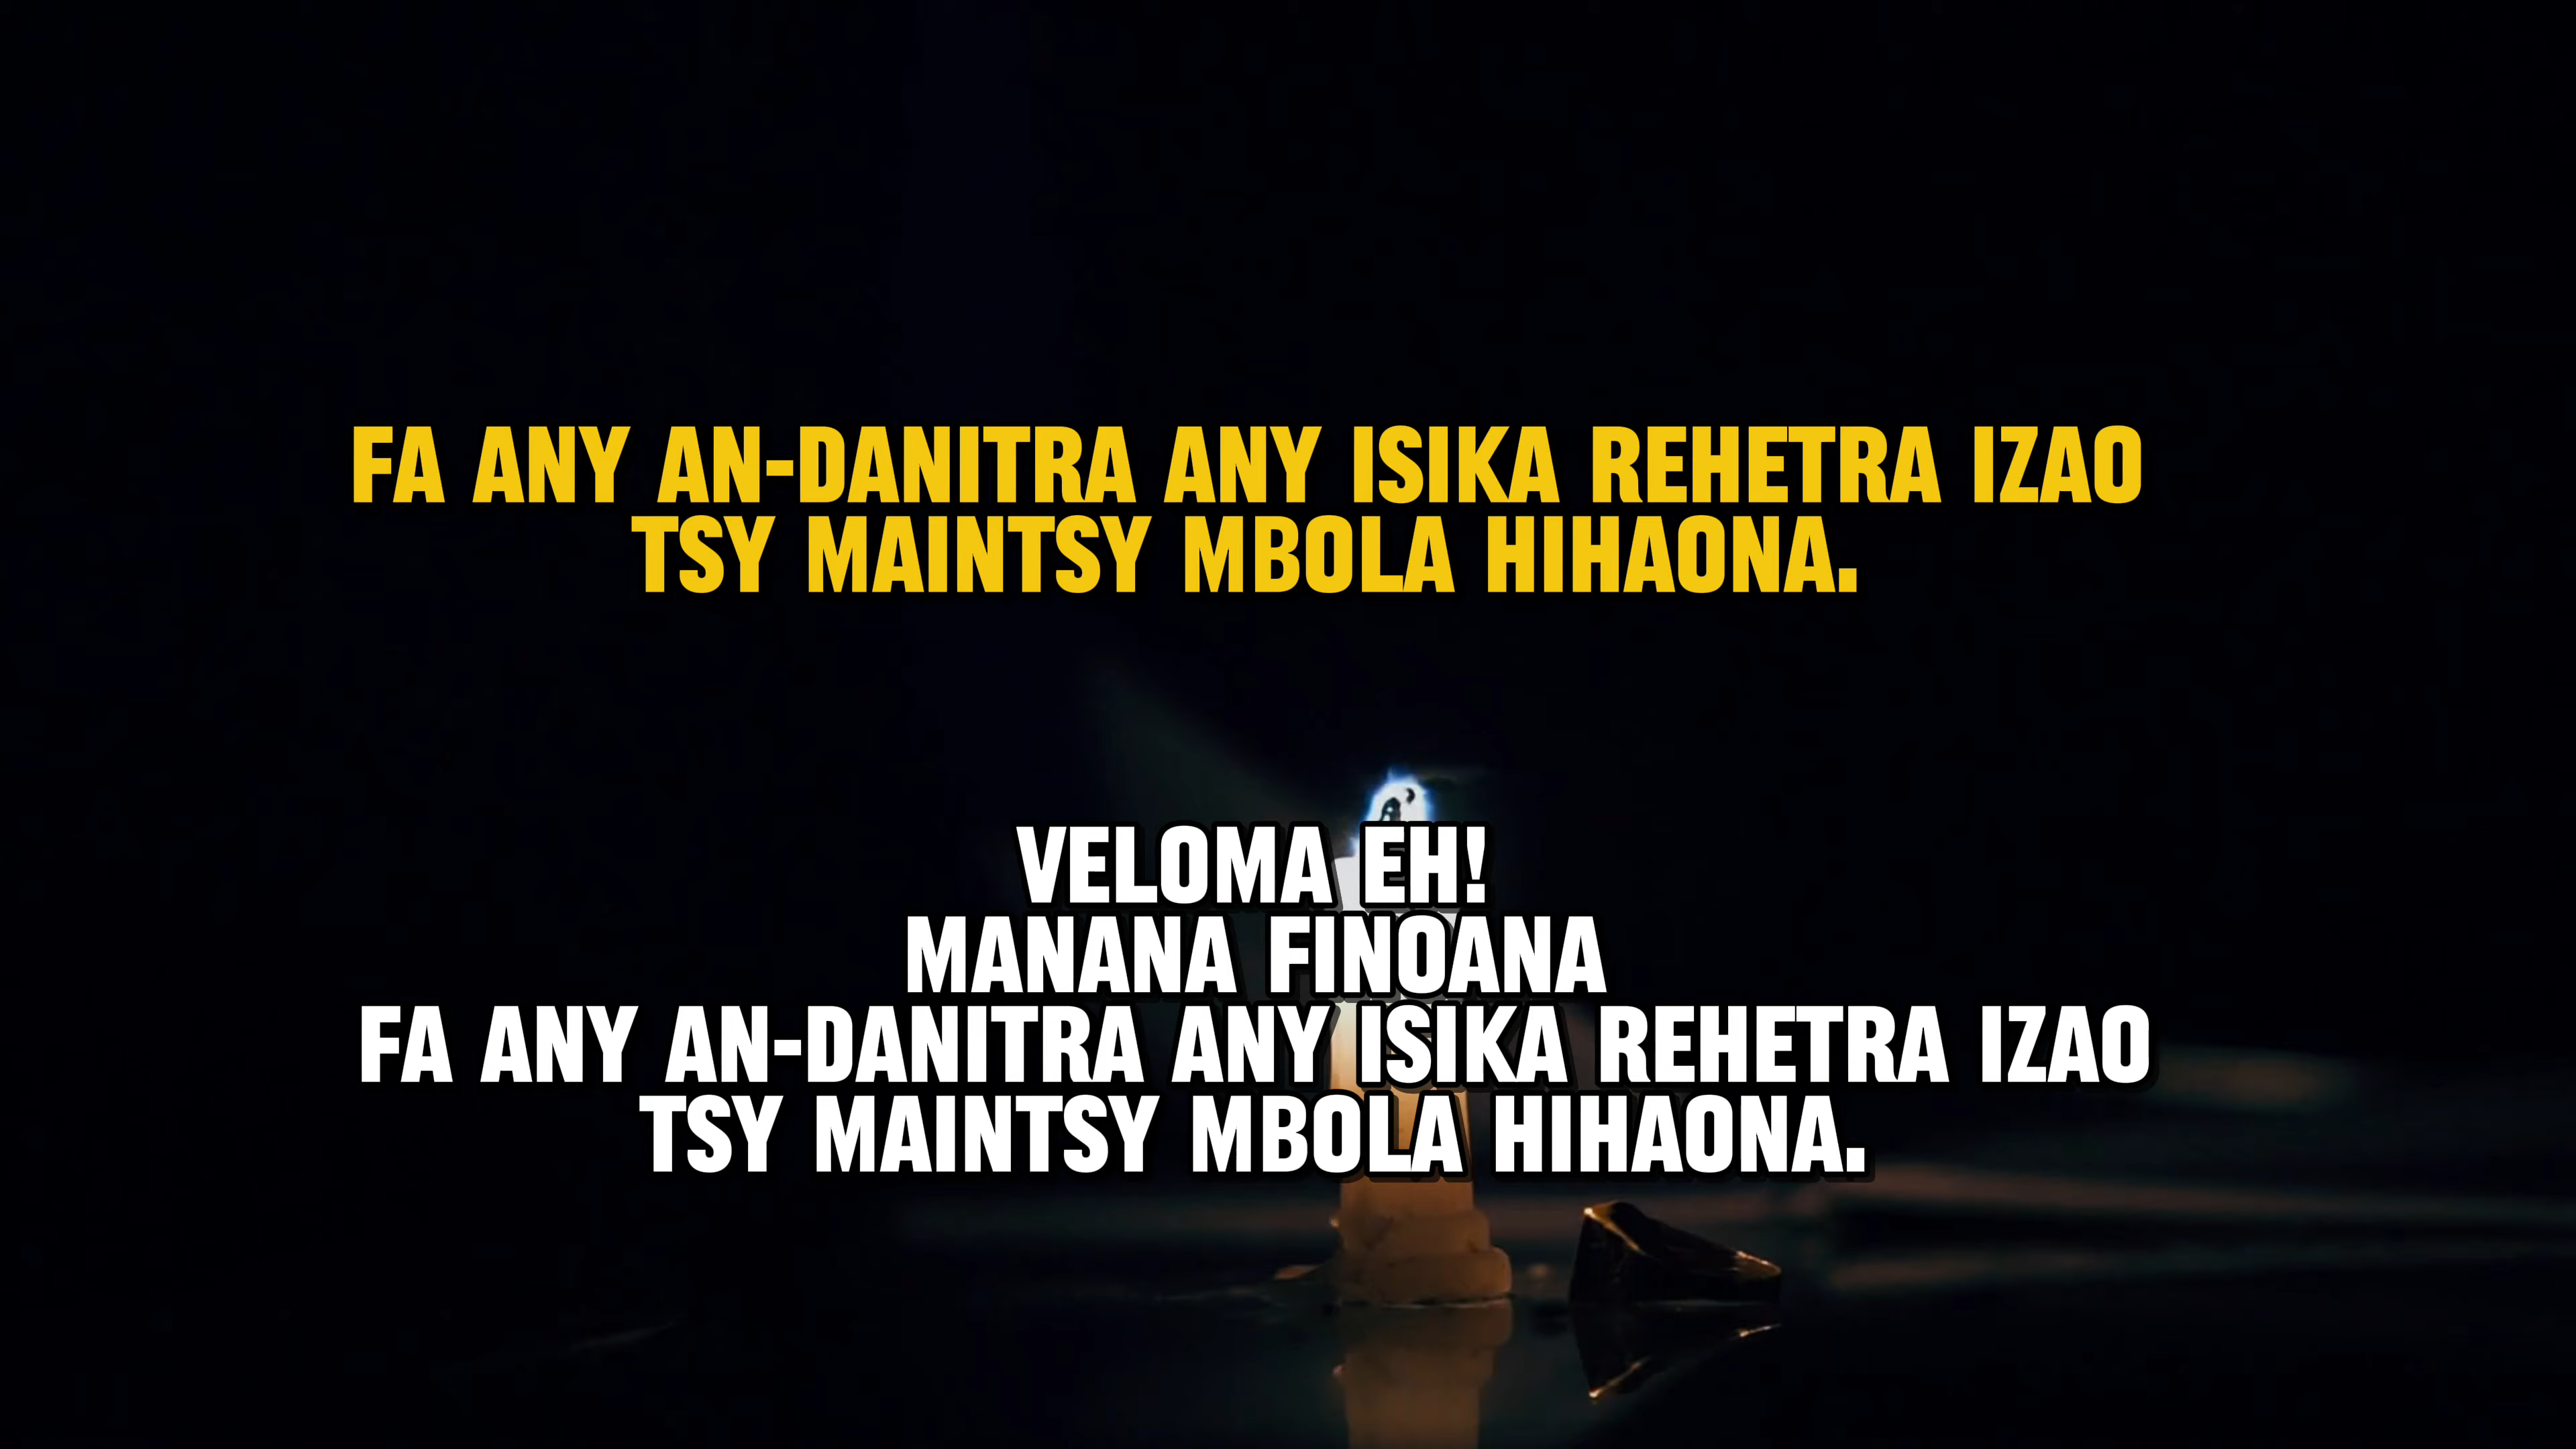 FA ANY AN-DANITRA ANY ISIKA REHETRA IZAO
TSY MAINTSY MBOLA HIHAONA.
VELOMA EH!
MANANA FINOANA
FA ANY AN-DANITRA ANY ISIKA REHETRA IZAO
TSY MAINTSY MBOLA HIHAONA.